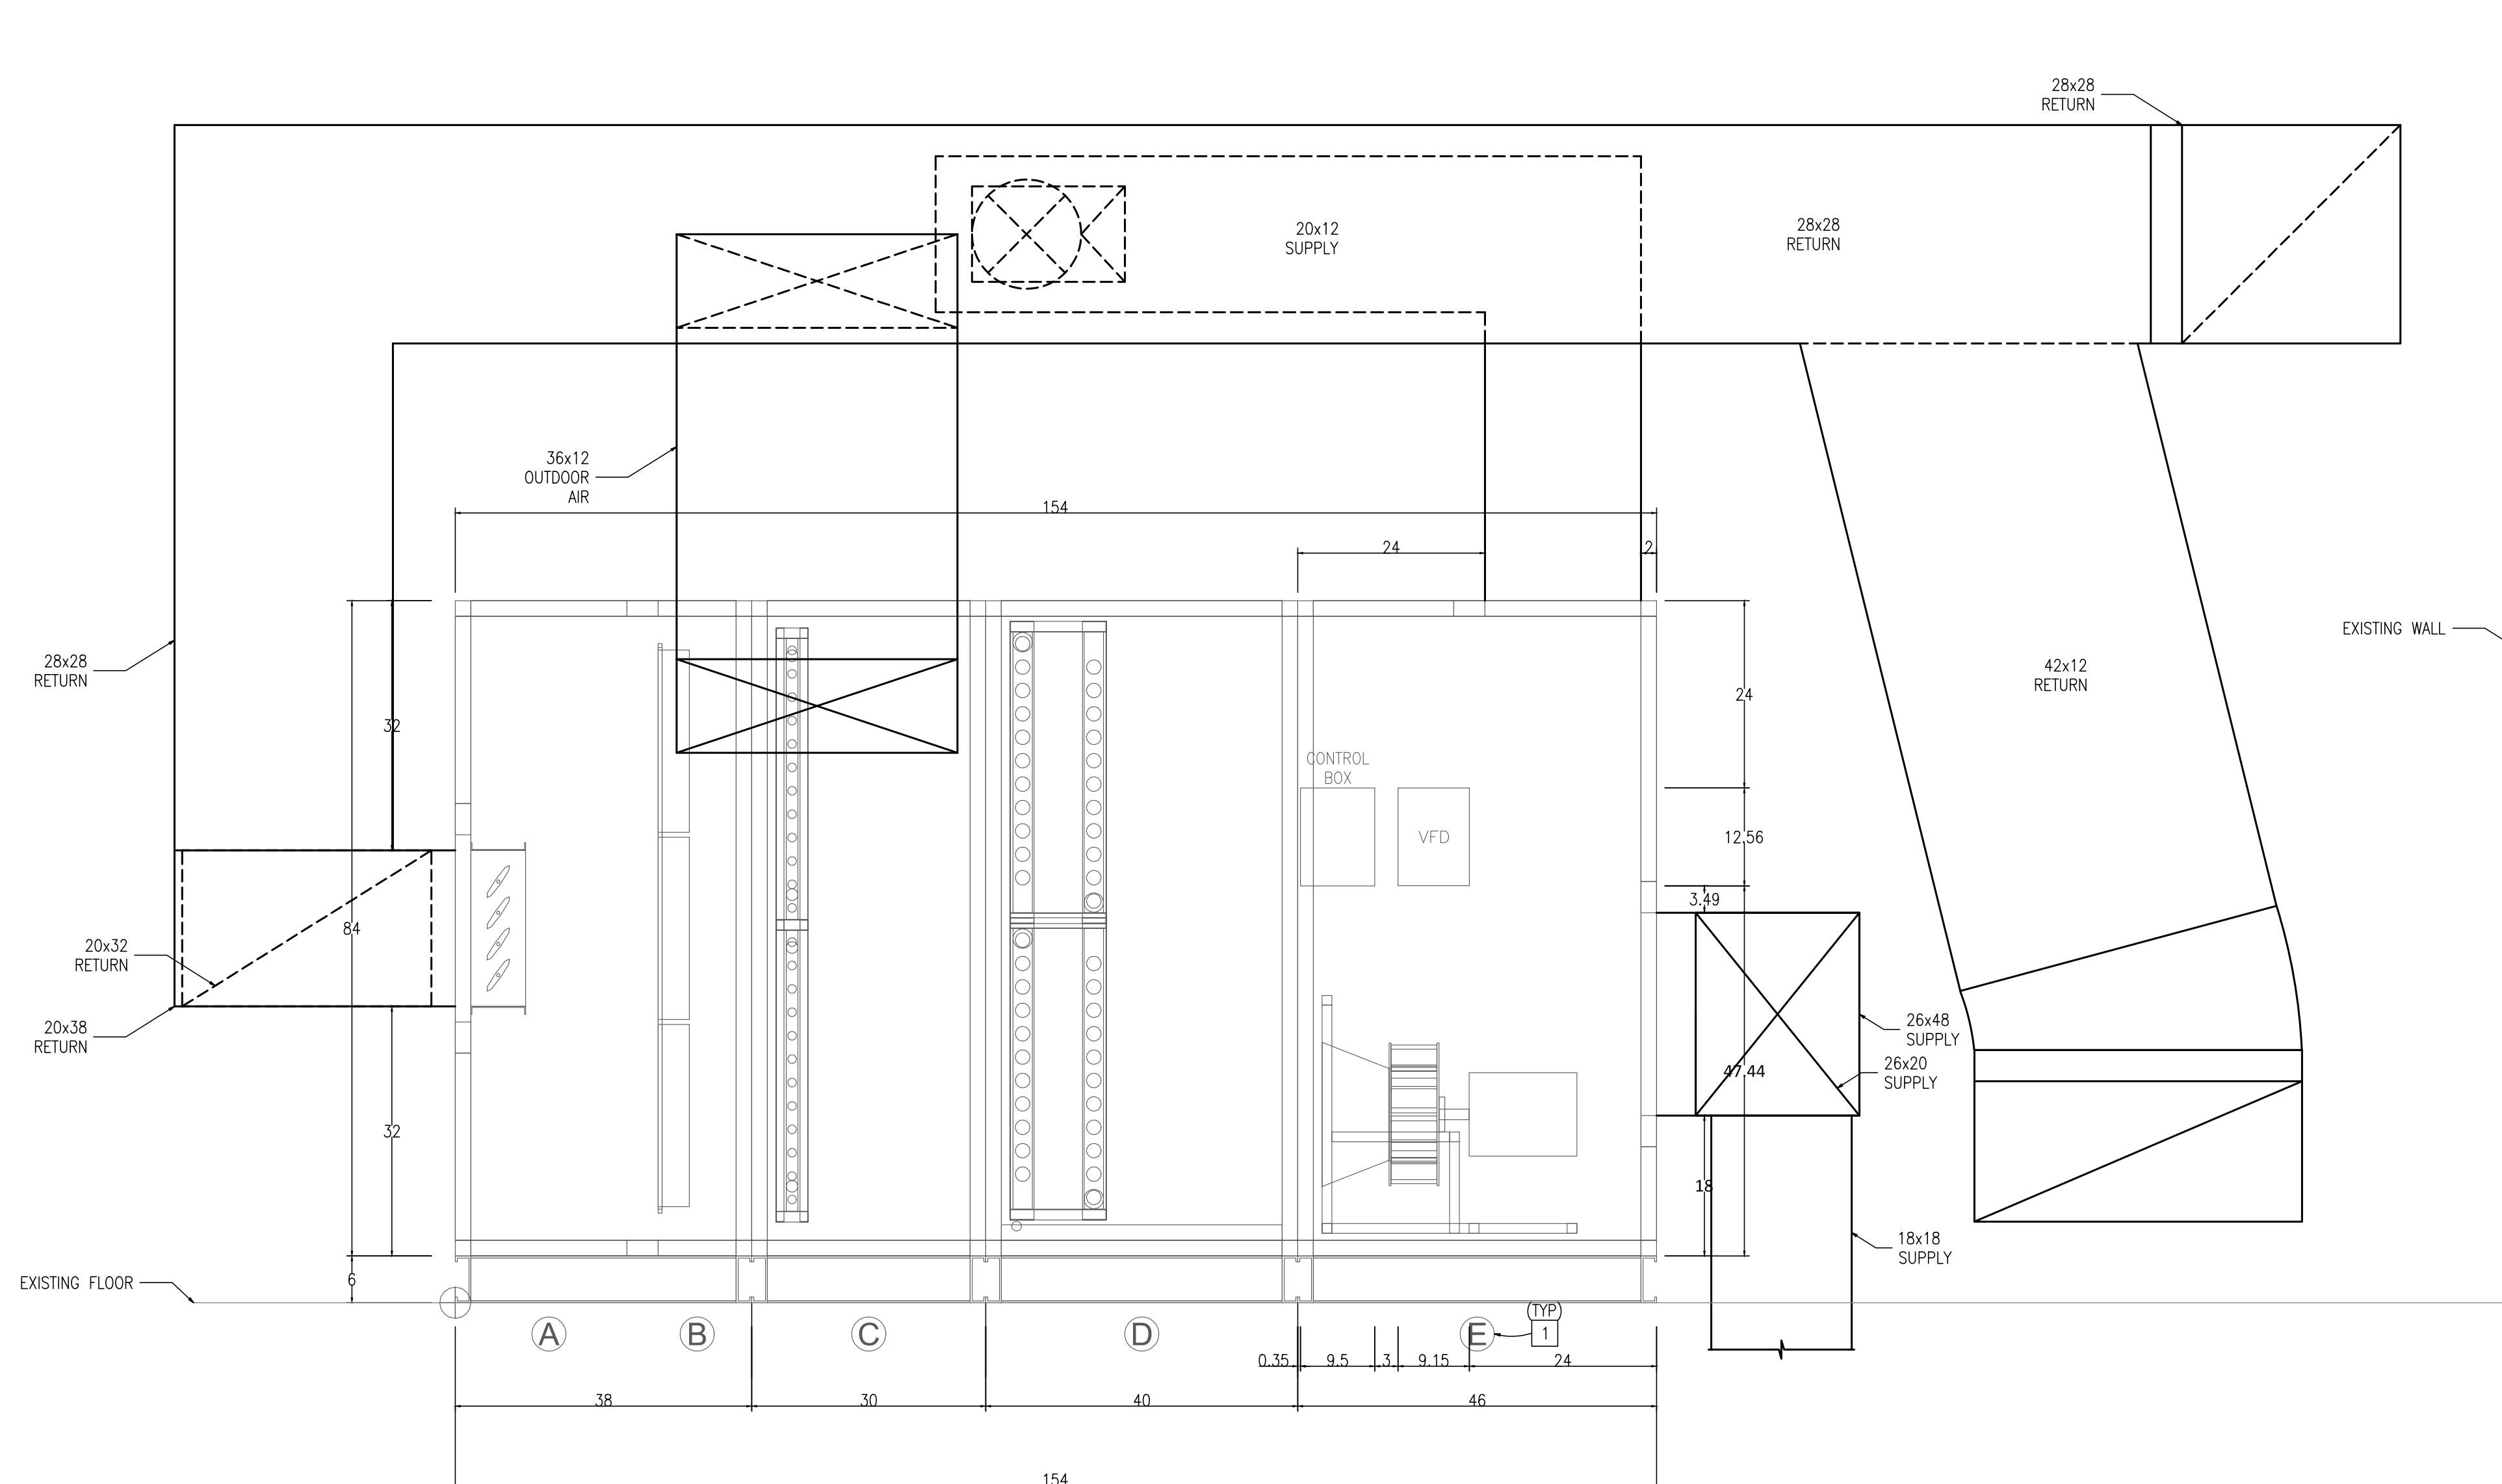 28x28
RETURN
20x12
SUPPLY
28x28
RETURN
36x12
OUTDOOR
AIR
154
24
2
EXISTING WALL
28x28
RETURN
42x12
RETURN
24
32
CONTROL
BOX
VFD
12.56
3.49
84
20x32
RETURN
20x38
RETURN
26x48
SUPPLY
26x20
SUPPLY
47.44
32
18
18x18
SUPPLY
EXISTING FLOOR
6
A
B
C
D
E
(TYP)
1
0.35
9.5
3
9.15
24
38
30
40
46
154